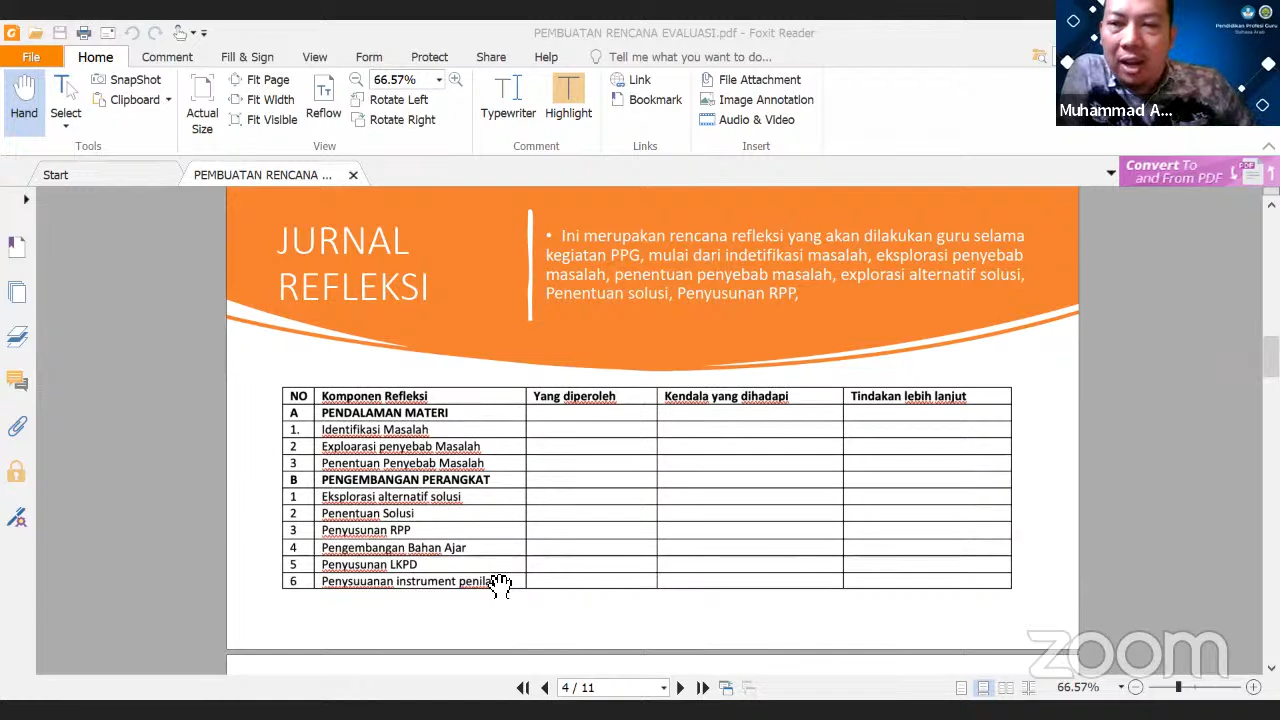 PEMBUATAN RENCANA EVALUASI.pdf - Foxit Reader
File Home Comment Fill & Sign View Form Protect Share Help Tell me what you want to do...
Hand
Select
SnapShot
Clipboard
Tools
Actual
Size
Fit Page
Fit Width
Fit Visible
Reflow
66.57%
Rotate Left
Rotate Right
View
Typewriter
Highlight
Comment
Link
Bookmark
Links
File Attachment
Image Annotation
Audio & Video
Insert
Pendidikan Profesi Guru
Bahasa Arab
Muhammad A...
Start
PEMBUATAN RENCANA ...
Convert To
and From PDF
PDF
JURNAL
REFLEKSI
• Ini merupakan rencana refleksi yang akan dilakukan guru selama
kegiatan PPG, mulai dari indetifikasi masalah, eksplorasi penyebab
masalah, penentuan penyebab masalah, explorasi alternatif solusi,
Penentuan solusi, Penyusunan RPP,
NO Komponen Refleksi Yang diperoleh Kendala yang dihadapi Tindakan lebih lanjut
A PENDALAMAN MATERI
1. Identifikasi Masalah
2 Exploarasi penyebab Masalah
3 Penentuan Penyebab Masalah
B PENGEMBANGAN PERANGKAT
1 Eksplorasi alternatif solusi
2 Penentuan Solusi
3 Penyusunan RPP
4 Pengembangan Bahan Ajar
5 Penyusunan LKPD
6 Penysuuanan instrument
zoom
4 / 11
66.57%